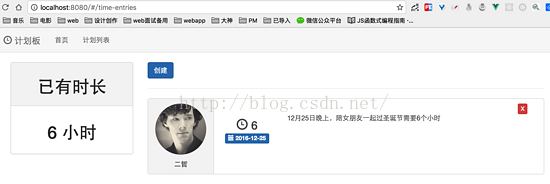 localhost:8080/#/time-entries
音乐 电影 web 设计创作 web面试备用 webapp 大神 PM 已导入 微信公众平台 JS函数式编程指南
计划板 首页 计划列表
已有时长
6 小时
创建
http://blog.csdn.net/
二哲
6
2016-12-25
12月25日晚上，陪女朋友一起过圣诞节需要6个小时
X